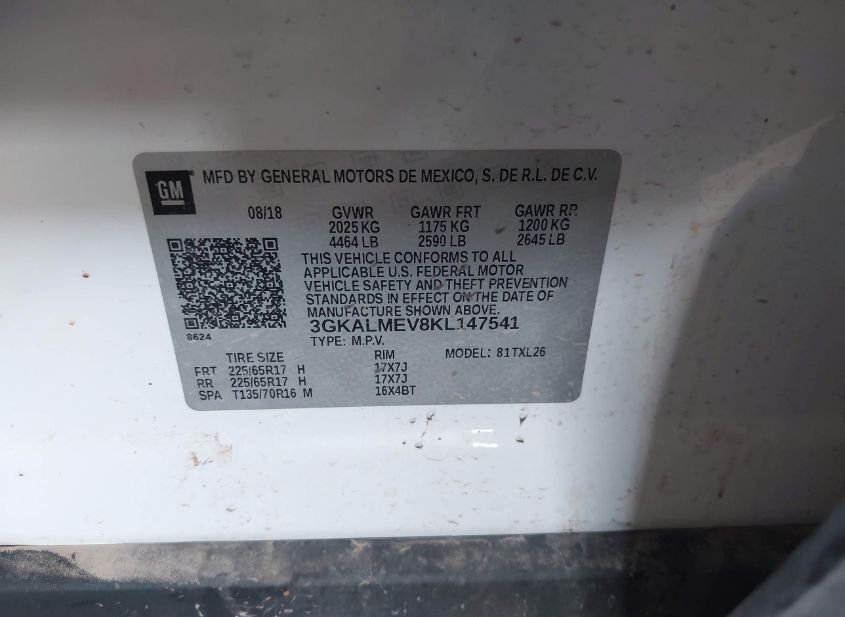 GM ® MFD BY GENERAL MOTORS DE MEXICO, S. DE R.L. DE C.V.
08/18 GVWR GAWR FRT GAWR RR
2025 KG 1175 KG 1200 KG
4464 LB 2590 LB 2645 LB
THIS VEHICLE CONFORMS TO ALL
APPLICABLE U.S. FEDERAL MOTOR
VEHICLE SAFETY AND THEFT PREVENTION
STANDARDS IN EFFECT ON THE DATE OF
MANUFACTURE SHOWN ABOVE.
8624 3GKALMEV8KL147541
TYPE: M.P.V.
TIRE SIZE RIM MODEL: 81TXL26
FRT 225/65R17 H 17X7J
RR 225/65R17 H 17X7J
SPA T135/70R16 M 16X4BT